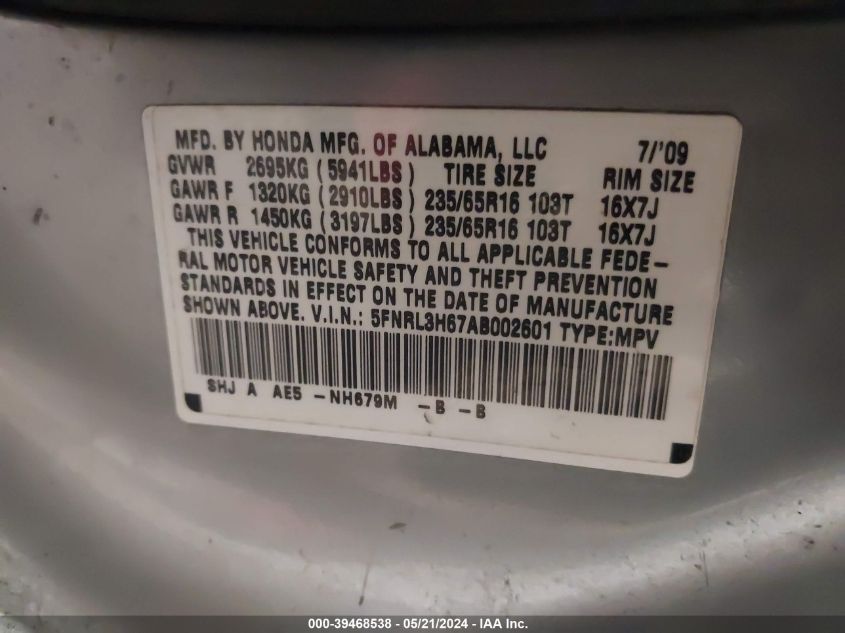 MFD. BY HONDA MFG. OF ALABAMA, LLC 7/'09
GVWR 2695KG (5941LBS) TIRE SIZE RIM SIZE
GAWR F 1320KG (2910LBS) 235/65R16 103T 16X7J
GAWR R 1450KG (3197LBS) 235/65R16 103T 16X7J
THIS VEHICLE CONFORMS TO ALL APPLICABLE FEDE-
RAL MOTOR VEHICLE SAFETY AND THEFT PREVENTION
STANDARDS IN EFFECT ON THE DATE OF MANUFACTURE
SHOWN ABOVE. V.I.N.: 5FNRL3H67AB002601 TYPE:MPV
SHJ A AE5 -NH679M -B -B
000-39468538 - 05/21/2024 - IAA Inc.